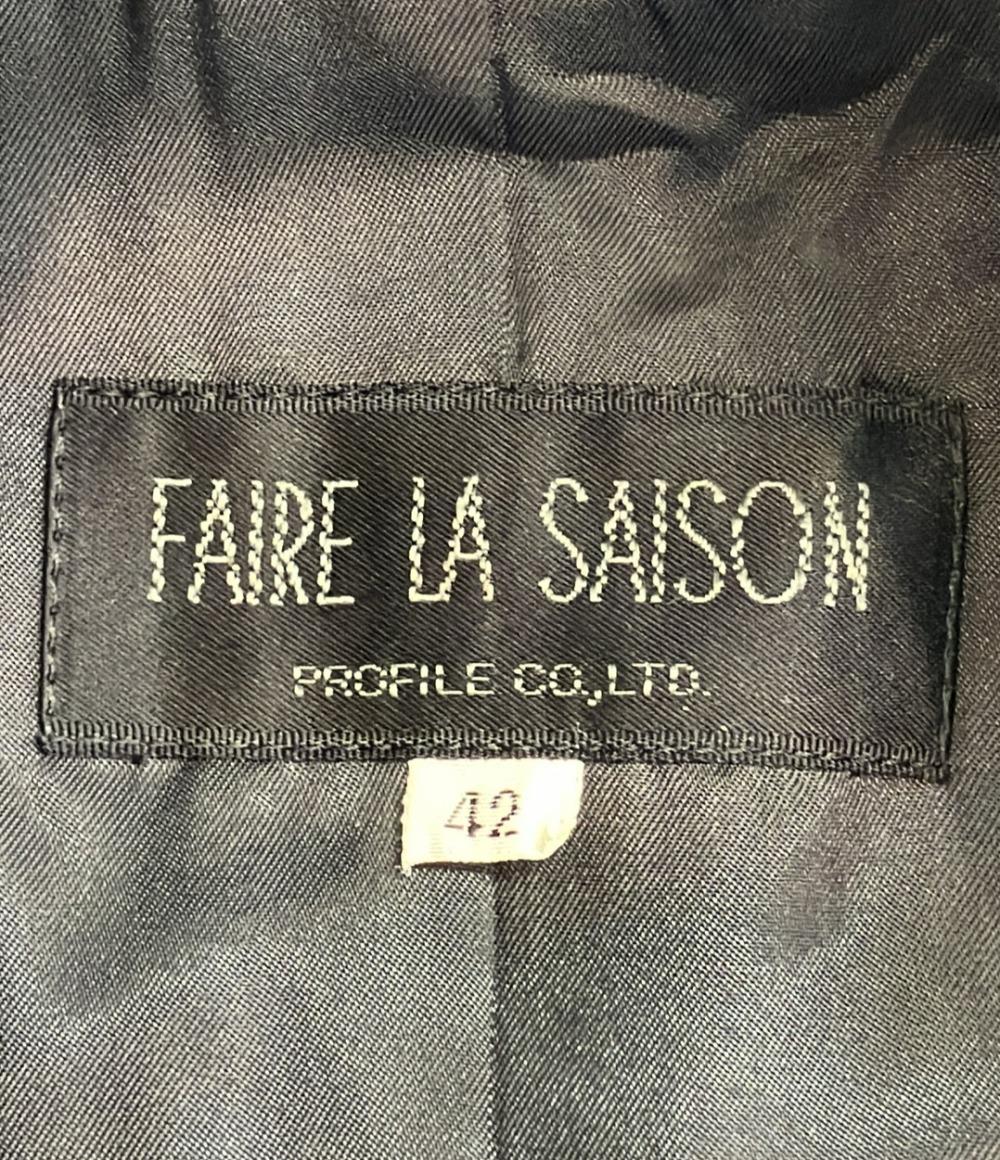 FAIRE LA SAISON
PROFILE CO.,LTD.
42